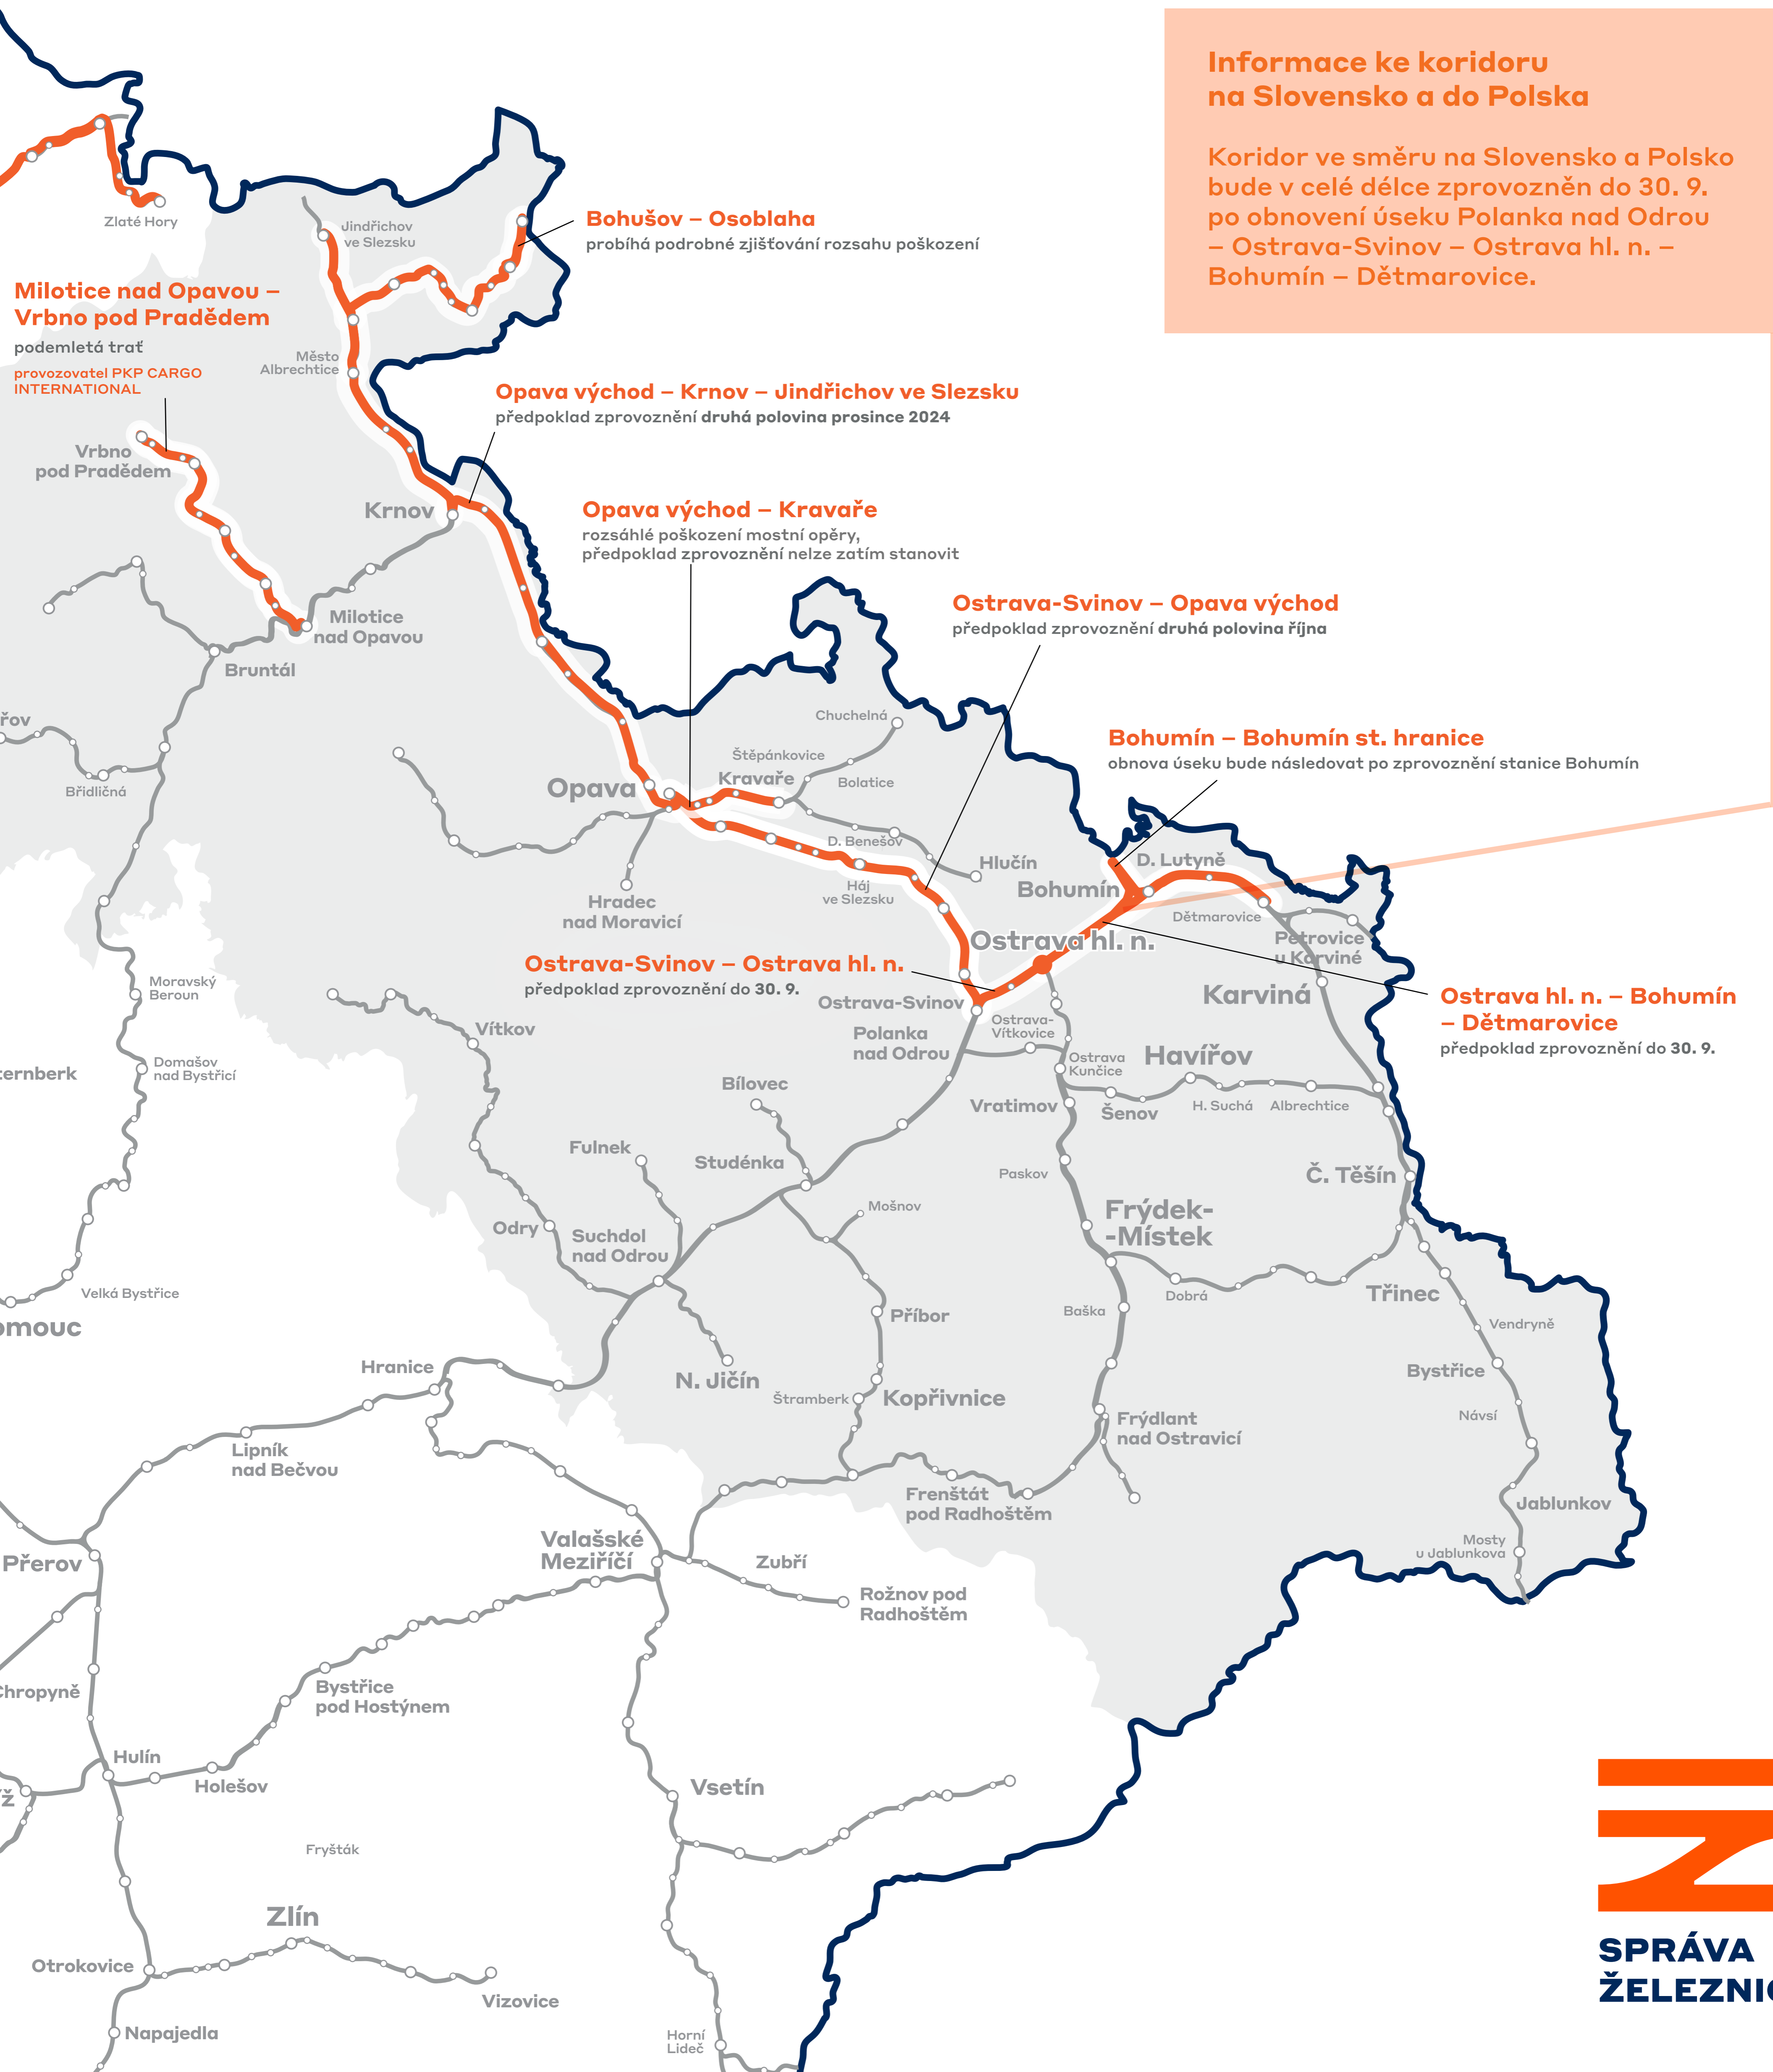 Informace ke koridoru
na Slovensko a do Polska
Koridor ve směru na Slovensko a Polsko
bude v celé délce zprovozněn do 30. 9.
po obnovení úseku Polanka nad Odrou
– Ostrava-Svinov – Ostrava hl. n. –
Bohumín – Dětmarovice.
Zlaté Hory
Jindřichov
ve Slezsku
Bohušov – Osoblaha
probíhá podrobné zjišťování rozsahu poškození
Milotice nad Opavou –
Vrbno pod Pradědem
podemletá trať
provozovatel PKP CARGO
INTERNATIONAL
Město
Albrechtice
Opava východ – Krnov – Jindřichov ve Slezsku
předpoklad zprovoznění druhá polovina prosince 2024
Vrbno
pod Pradědem
Krnov
Opava východ – Kravaře
rozsáhlé poškození mostní opěry,
předpoklad zprovoznění nelze zatím stanovit
Milotice
nad Opavou
Bruntál
Ostrava-Svinov – Opava východ
předpoklad zprovoznění druhá polovina října
řov
Břidličná
Chuchelná
Štěpánkovice
Kravaře
Bolatice
Opava
Bohumín – Bohumín st. hranice
obnova úseku bude následovat po zprovoznění stanice Bohumín
D. Benešov
Hlučín
D. Lutyně
Bohumín
Háj
ve Slezsku
Hradec
nad Moravicí
Dětmarovice
Petrovice
u Karviné
Ostrava hl. n.
Ostrava-Svinov – Ostrava hl. n.
předpoklad zprovoznění do 30. 9.
Ostrava-Svinov
Karviná
Ostrava hl. n. – Bohumín
– Dětmarovice
předpoklad zprovoznění do 30. 9.
Moravský
Beroun
Vítkov
Polanka
nad Odrou
Ostrava-
Vítkovice
Ostrava
Kunčice
Havířov
Domašov
nad Bystřicí
ternberk
Bílovec
Vratimov
Šenov
H. Suchá
Albrechtice
Fulnek
Studénka
Paskov
Č. Těšín
Mošnov
Frýdek-
-Místek
Odry
Suchdol
nad Odrou
Velká Bystřice
omouc
Příbor
Baška
Dobrá
Třinec
Vendryně
Hranice
N. Jičín
Štramberk
Kopřivnice
Bystřice
Návsí
Frýdlant
nad Ostravicí
Lipník
nad Bečvou
Frenštát
pod Radhoštěm
Jablunkov
Mosty
u Jablunkova
Přerov
Valašské
Meziříčí
Zubří
Rožnov pod
Radhoštěm
Chropyně
Bystřice
pod Hostýnem
Hulín
Holešov
íž
Vsetín
Fryšták
Zlín
Otrokovice
Vizovice
Napajedla
Horní
Lideč
SPRÁVA
ŽELEZNIC